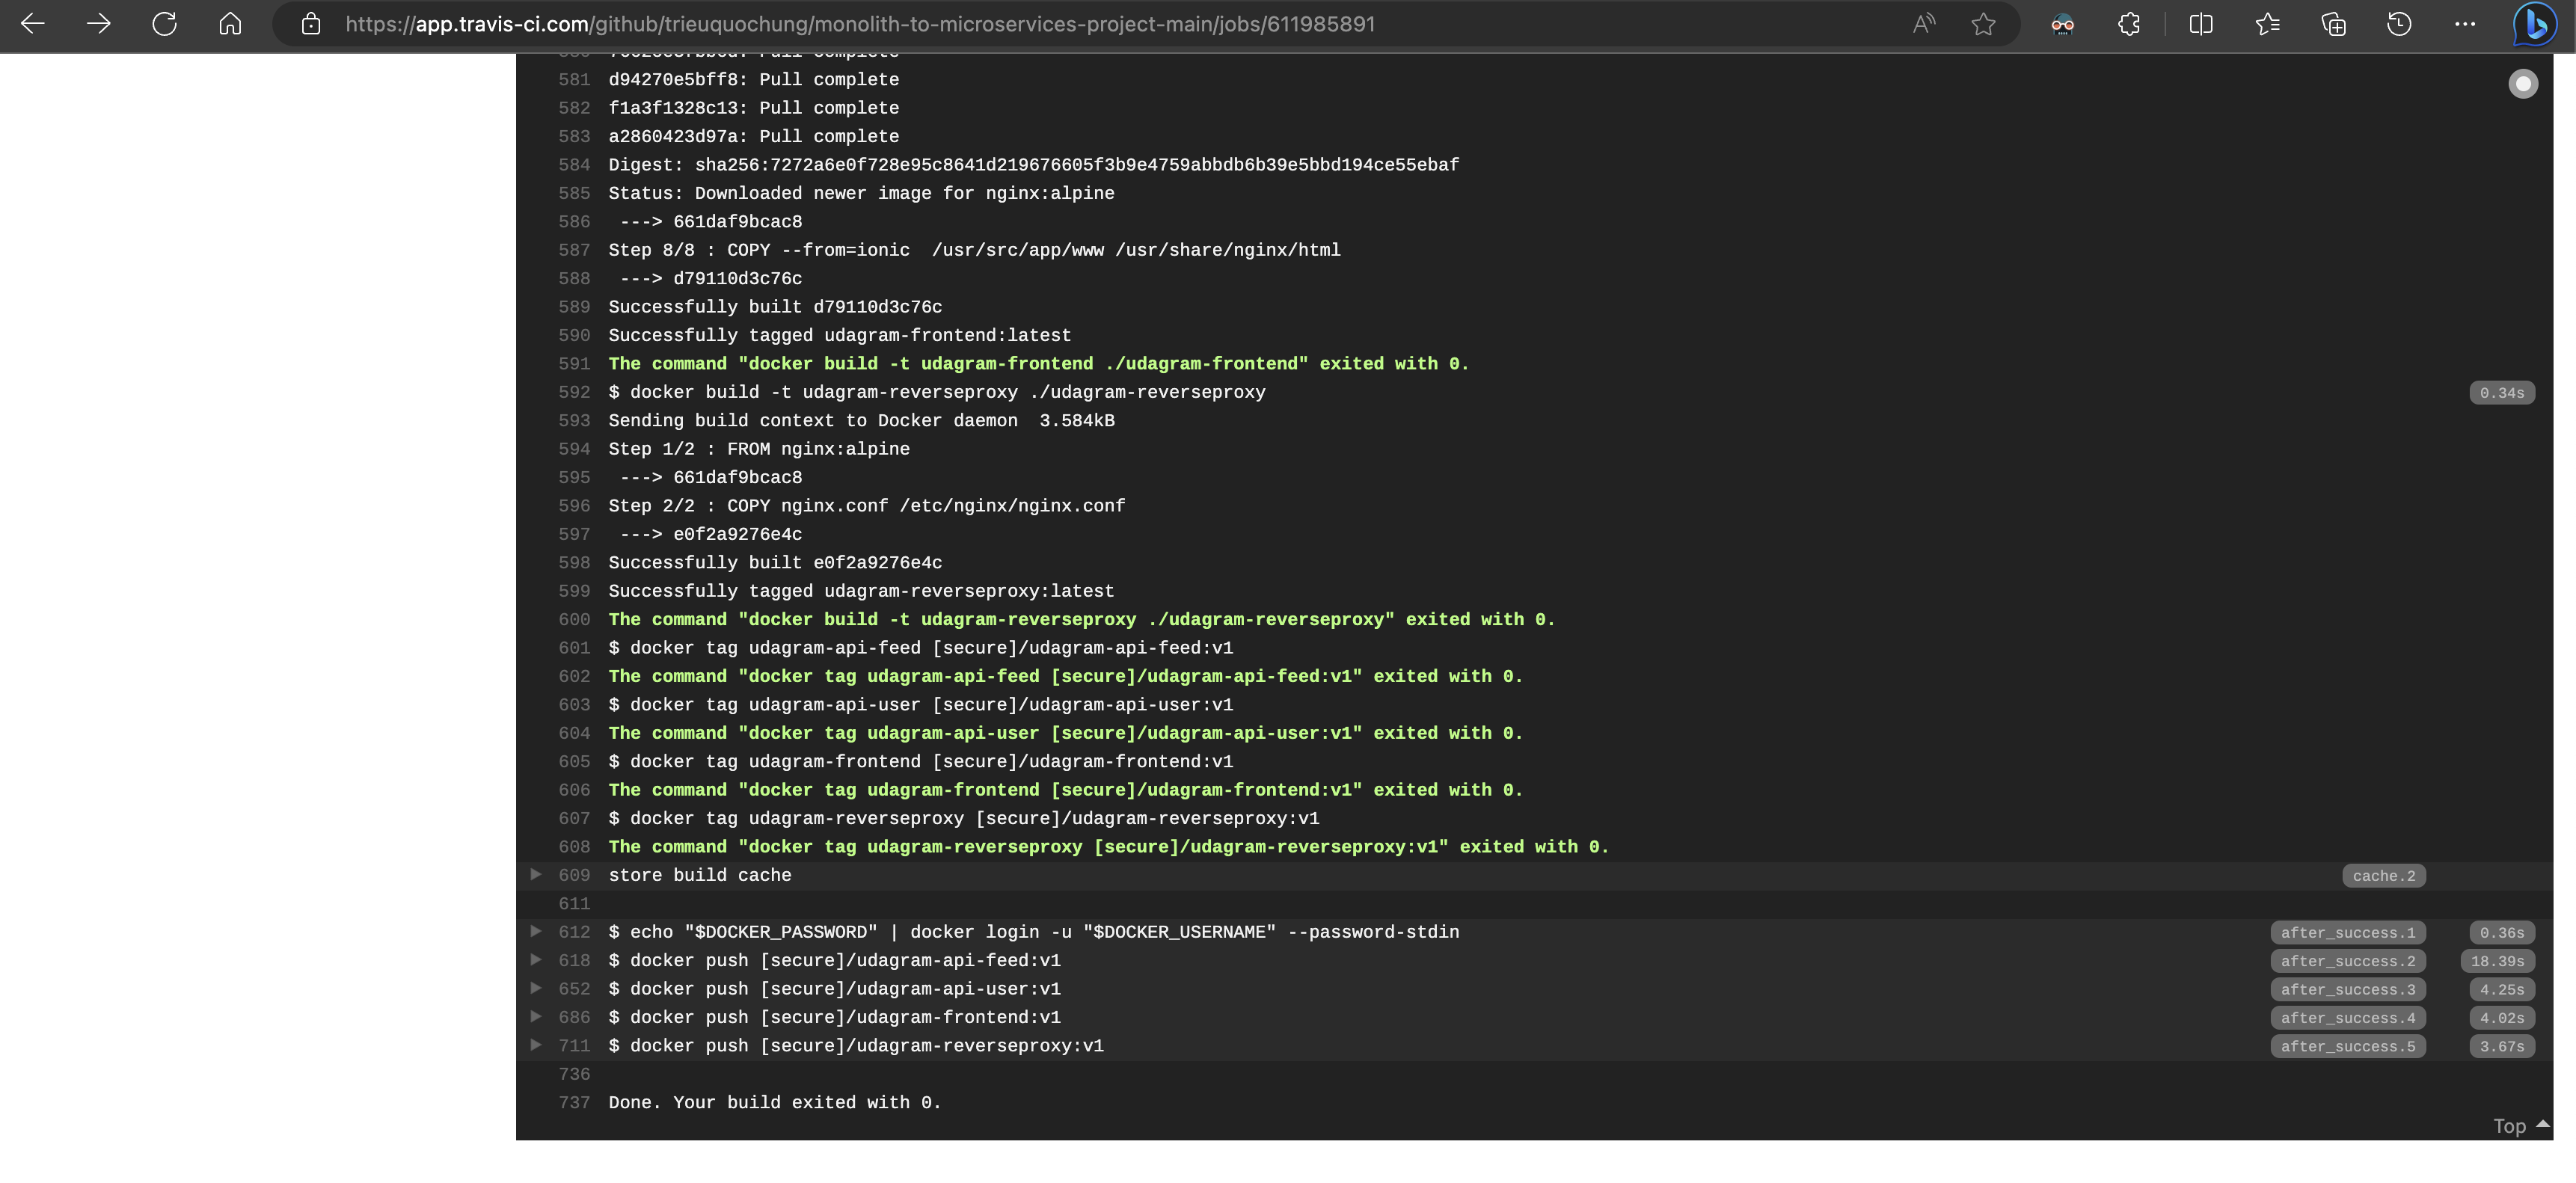 https://app.travis-ci.com/github/trieuquochung/monolith-to-microservices-project-main/jobs/611985891
581 d94270e5bff8: Pull complete
582 f1a3f1328c13: Pull complete
583 a2860423d97a: Pull complete
584 Digest: sha256:7272a6e0f728e95c8641d219676605f3b9e4759abbdb6b39e5bbd194ce55ebaf
585 Status: Downloaded newer image for nginx:alpine
586 ---> 661daf9bcac8
587 Step 8/8 : COPY --from=ionic  /usr/src/app/www /usr/share/nginx/html
588 ---> d79110d3c76c
589 Successfully built d79110d3c76c
590 Successfully tagged udagram-frontend:latest
591 The command "docker build -t udagram-frontend ./udagram-frontend" exited with 0.
592 $ docker build -t udagram-reverseproxy ./udagram-reverseproxy 0.34s
593 Sending build context to Docker daemon  3.584kB
594 Step 1/2 : FROM nginx:alpine
595 ---> 661daf9bcac8
596 Step 2/2 : COPY nginx.conf /etc/nginx/nginx.conf
597 ---> e0f2a9276e4c
598 Successfully built e0f2a9276e4c
599 Successfully tagged udagram-reverseproxy:latest
600 The command "docker build -t udagram-reverseproxy ./udagram-reverseproxy" exited with 0.
601 $ docker tag udagram-api-feed [secure]/udagram-api-feed:v1
602 The command "docker tag udagram-api-feed [secure]/udagram-api-feed:v1" exited with 0.
603 $ docker tag udagram-api-user [secure]/udagram-api-user:v1
604 The command "docker tag udagram-api-user [secure]/udagram-api-user:v1" exited with 0.
605 $ docker tag udagram-frontend [secure]/udagram-frontend:v1
606 The command "docker tag udagram-frontend [secure]/udagram-frontend:v1" exited with 0.
607 $ docker tag udagram-reverseproxy [secure]/udagram-reverseproxy:v1
608 The command "docker tag udagram-reverseproxy [secure]/udagram-reverseproxy:v1" exited with 0.
609 store build cache cache.2
611
612 $ echo "$DOCKER_PASSWORD" | docker login -u "$DOCKER_USERNAME" --password-stdin after_success.1 0.36s
618 $ docker push [secure]/udagram-api-feed:v1 after_success.2 18.39s
652 $ docker push [secure]/udagram-api-user:v1 after_success.3 4.25s
686 $ docker push [secure]/udagram-frontend:v1 after_success.4 4.02s
711 $ docker push [secure]/udagram-reverseproxy:v1 after_success.5 3.67s
736
737 Done. Your build exited with 0.
Top